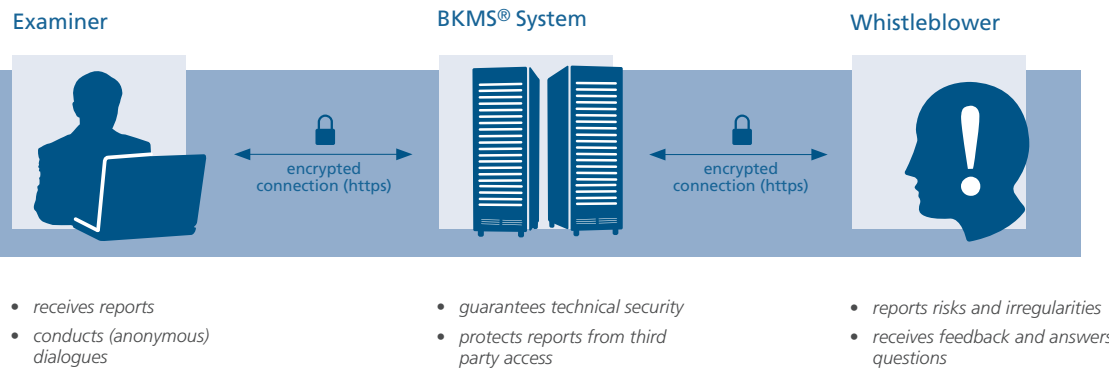 Examiner
BKMS® System
Whistleblower
encrypted
connection (https)
encrypted
connection (https)
• receives reports
• conducts (anonymous)
dialogues
• guarantees technical security
• protects reports from third
party access
• reports risks and irregularities
• receives feedback and answers
questions